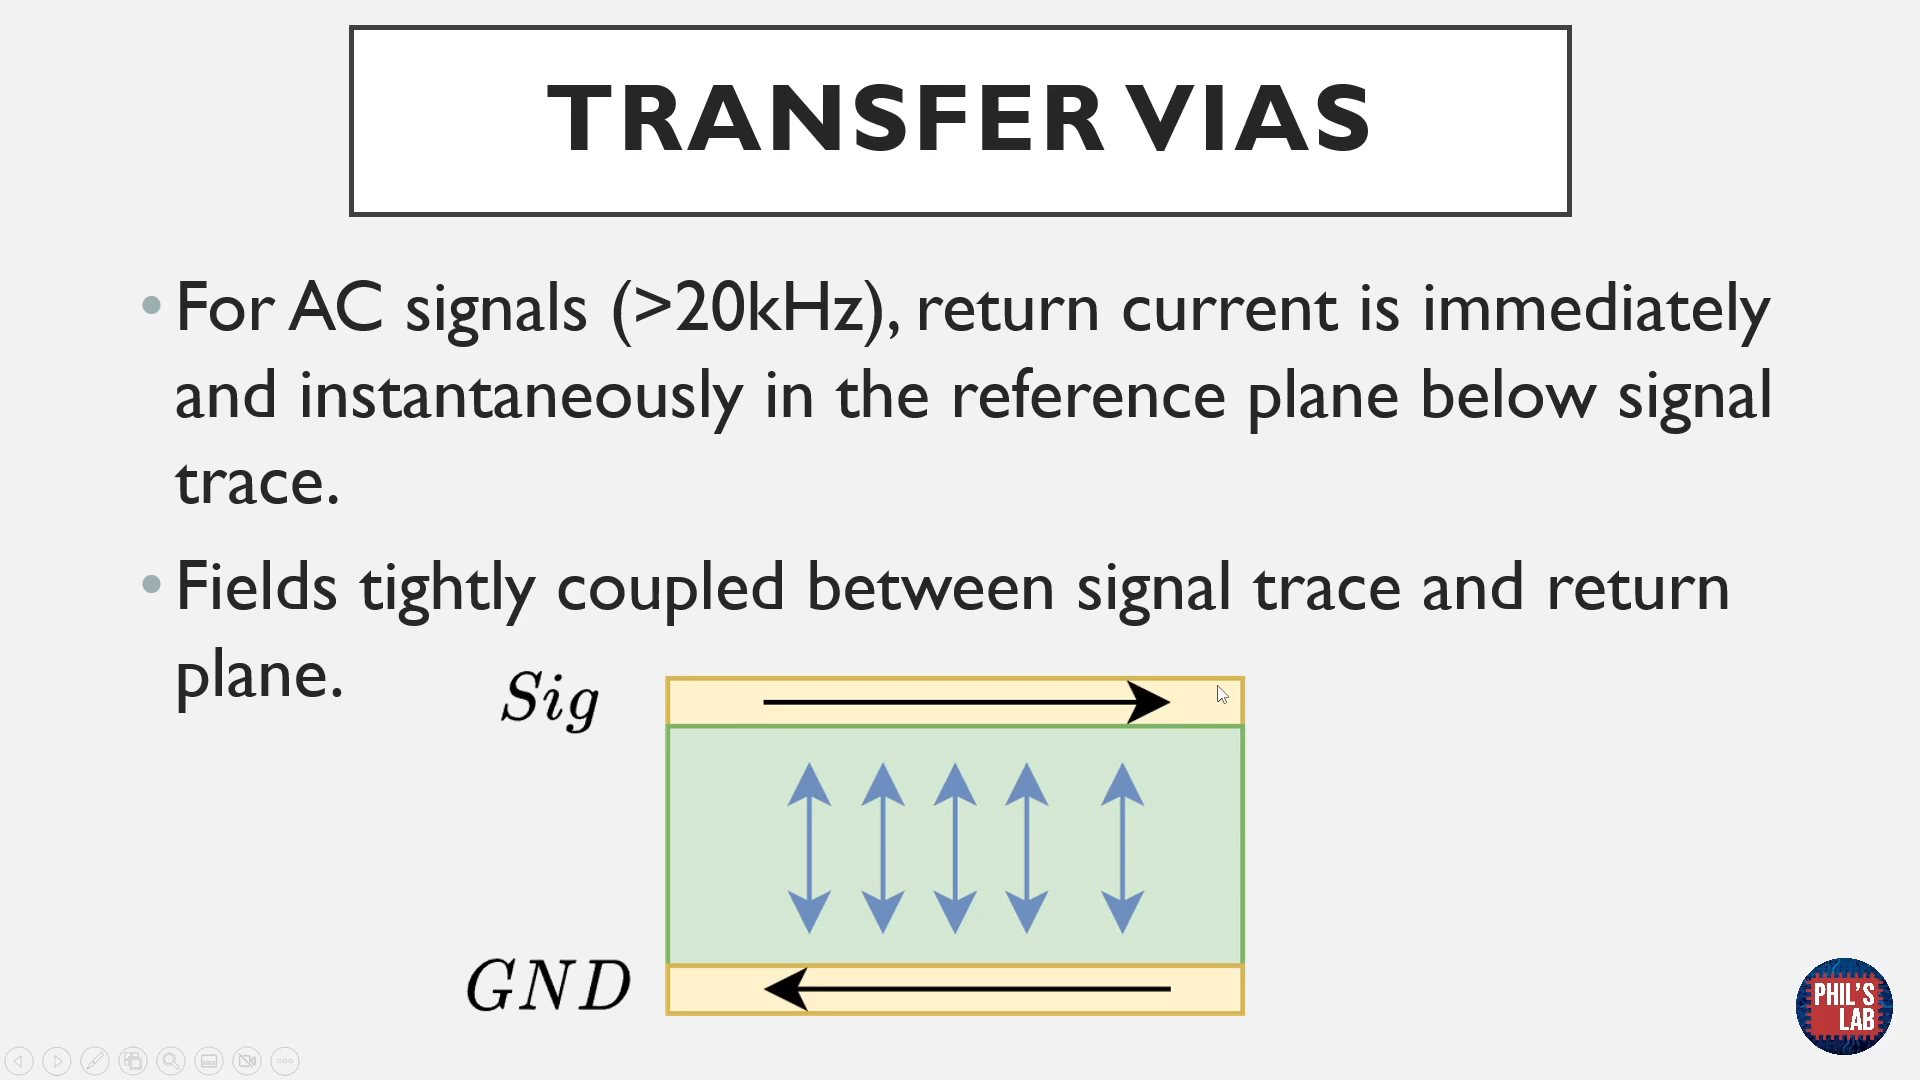 TRANSFER VIAS
• For AC signals (>20kHz), return current is immediately
and instantaneously in the reference plane below signal
trace.
• Fields tightly coupled between signal trace and return
plane.
Sig
GND
PHIL'S
LAB